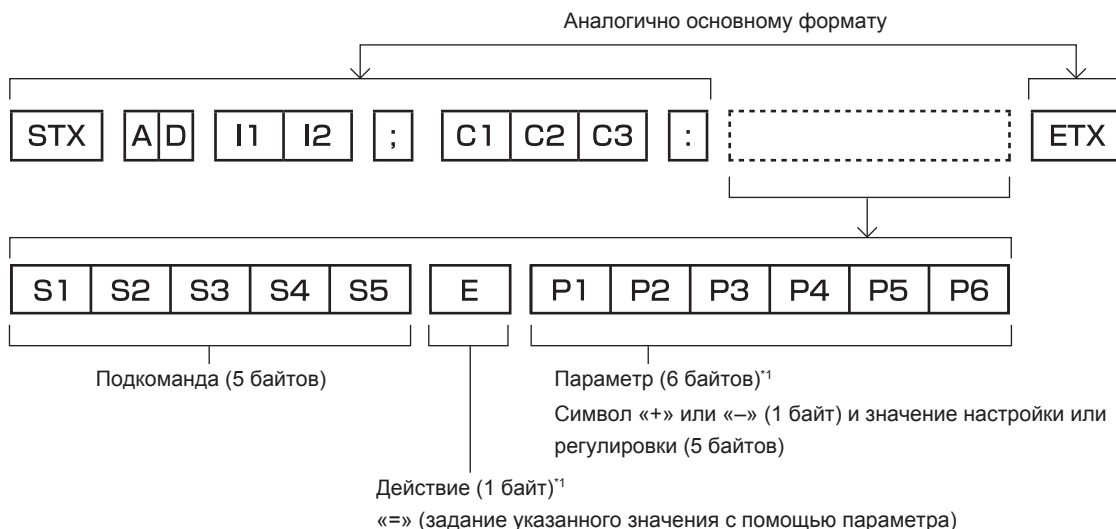 Аналогично основному формату
STX A D I1 I2 ; C1 C2 C3 : ETX
S1 S2 S3 S4 S5 E P1 P2 P3 P4 P5 P6
Подкоманда (5 байтов)
Параметр (6 байтов)*1
Символ «+» или «–» (1 байт) и значение настройки или
регулировки (5 байтов)
Действие (1 байт)*1
«=» (задание указанного значения с помощью параметра)